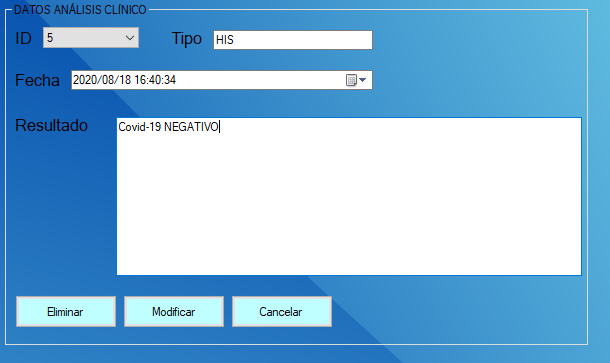 DATOS ANÁLISIS CLÍNICO
ID 5 Tipo HIS
Fecha 2020/08/18 16:40:34
Resultado Covid-19 NEGATIVO
Eliminar Modificar Cancelar